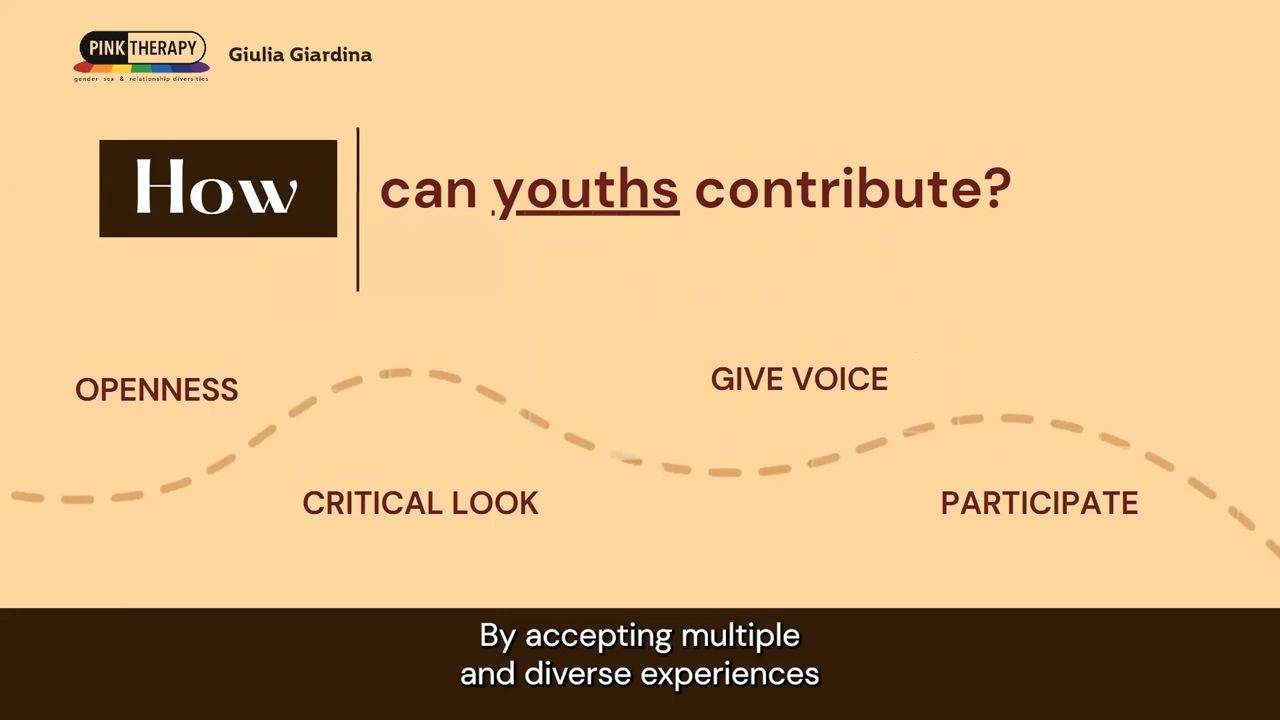 PINK THERAPY
gender sex & relationship diversities
Giulia Giardina
How can youths contribute?
OPENNESS
GIVE VOICE
CRITICAL LOOK
PARTICIPATE
By accepting multiple
and diverse experiences